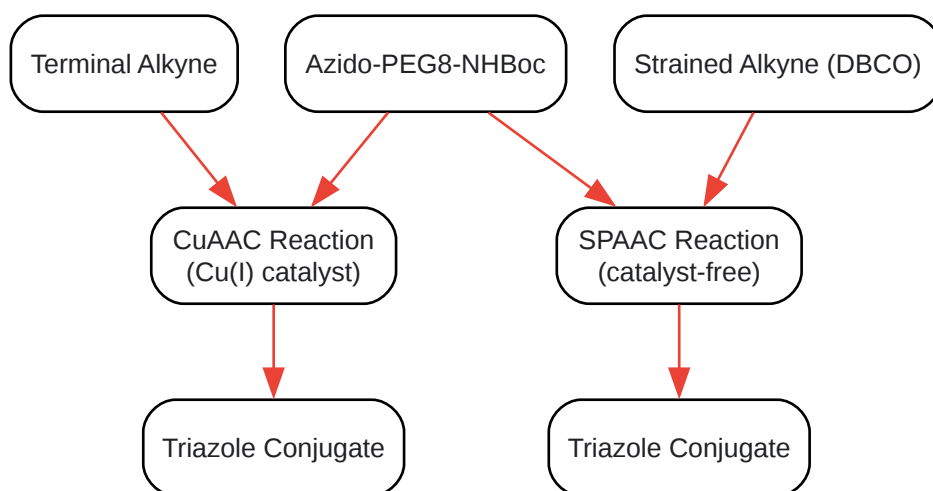 Terminal Alkyne
Azido-PEG8-NHBoc
Strained Alkyne (DBCO)
CuAAC Reaction
(Cu(I) catalyst)
SPAAC Reaction
(catalyst-free)
Triazole Conjugate
Triazole Conjugate